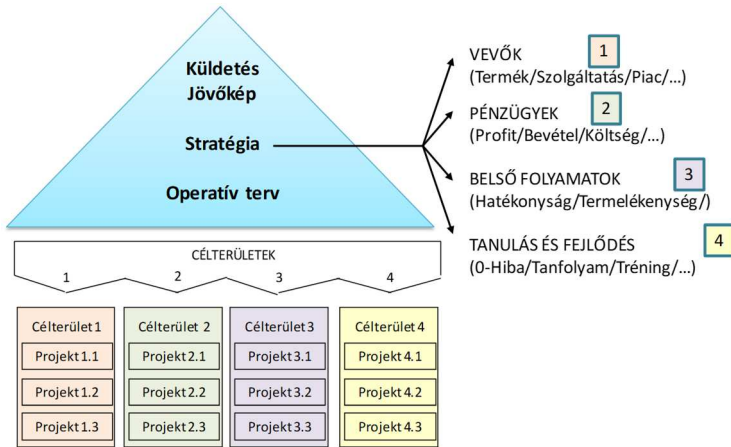 Küldetés
Jövőkép
Stratégia
Operatív terv
VEVŐK 1
(Termék/Szolgáltatás/Piac/...)
PÉNZÜGYEK 2
(Profit/Bevétel/Költség/...)
BELSŐ FOLYAMATOK 3
(Hatékonyság/Termelékenység/)
TANULÁS ÉS FEJLŐDÉS 4
(0-Hiba/Tanfolyam/Tréning/...)
CÉLTERÜLETEK
1 2 3 4
Célterület 1
Projekt 1.1
Projekt 1.2
Projekt 1.3
Célterület 2
Projekt 2.1
Projekt 2.2
Projekt 2.3
Célterület 3
Projekt 3.1
Projekt 3.2
Projekt 3.3
Célterület 4
Projekt 4.1
Projekt 4.2
Projekt 4.3